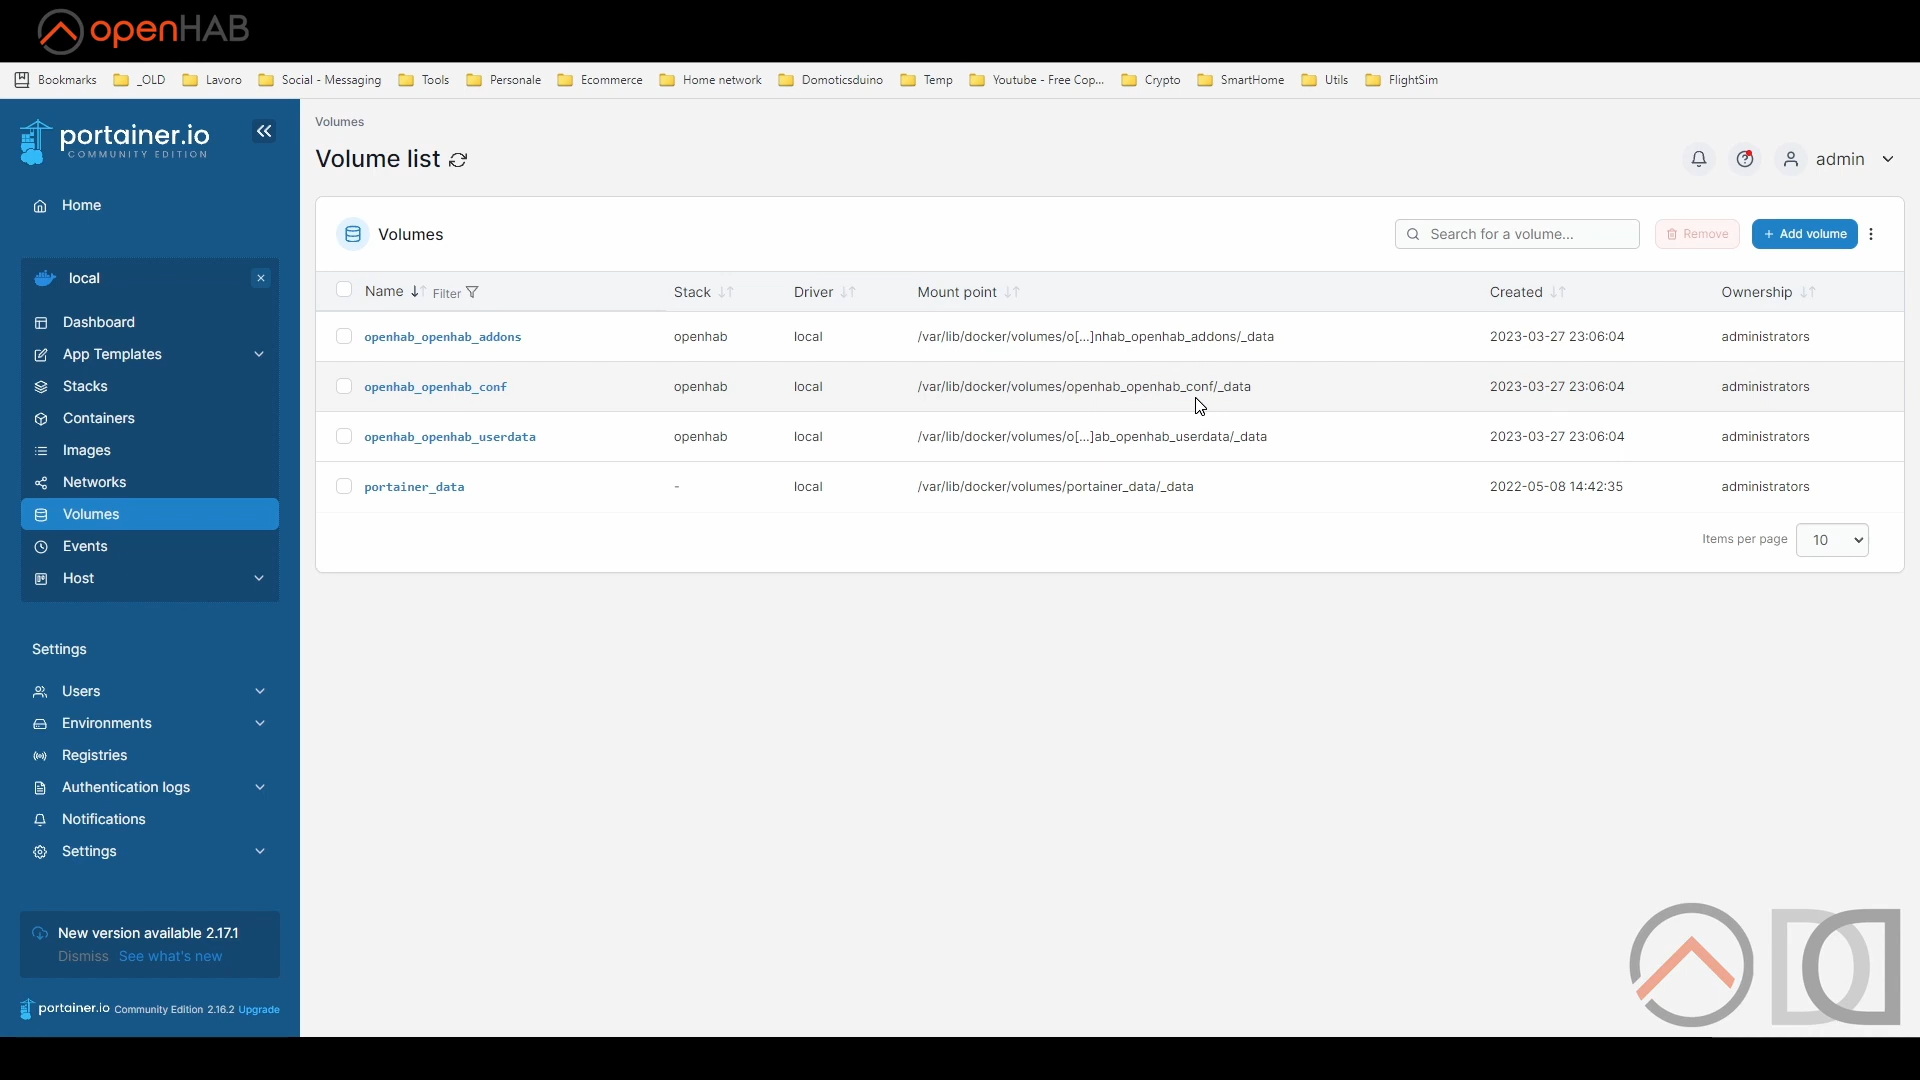 openHAB
Bookmarks _OLD Lavoro Social - Messaging Tools Personale Ecommerce Home network Domoticsduino Temp Youtube - Free Cop... Crypto SmartHome Utils FlightSim
portainer.io
COMMUNITY EDITION
Home
local
Dashboard
App Templates
Stacks
Containers
Images
Networks
Volumes
Events
Host
Settings
Users
Environments
Registries
Authentication logs
Notifications
Settings
New version available 2.17.1
Dismiss See what's new
portainer.io Community Edition 2.16.2 Upgrade
Volumes
Volume list
admin
Volumes
Search for a volume...
Remove
+ Add volume
Name Filter Stack Driver Mount point Created Ownership
openhab_openhab_addons openhab local /var/lib/docker/volumes/o[...]nhab_openhab_addons/_data 2023-03-27 23:06:04 administrators
openhab_openhab_conf openhab local /var/lib/docker/volumes/openhab_openhab_conf/_data 2023-03-27 23:06:04 administrators
openhab_openhab_userdata openhab local /var/lib/docker/volumes/o[...]ab_openhab_userdata/_data 2023-03-27 23:06:04 administrators
portainer_data - local /var/lib/docker/volumes/portainer_data/_data 2022-05-08 14:42:35 administrators
Items per page 10